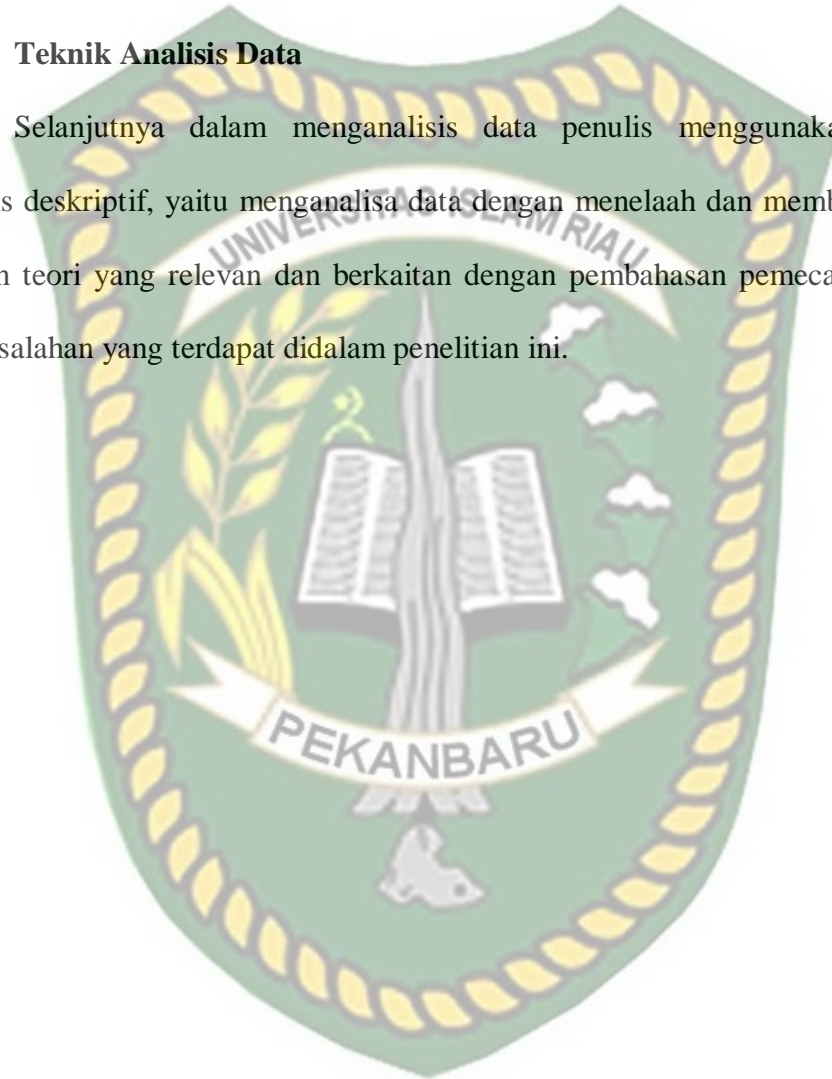 Teknik Analisis Data
Selanjutnya dalam menganalisis data penulis menggunaka
s deskriptif, yaitu menganalisa data dengan menelaah dan memb
UNIVERSITAS ISLAM RIAU
n teori yang relevan dan berkaitan dengan pembahasan pemeca
salahan yang terdapat didalam penelitian ini.
PEKANBARU